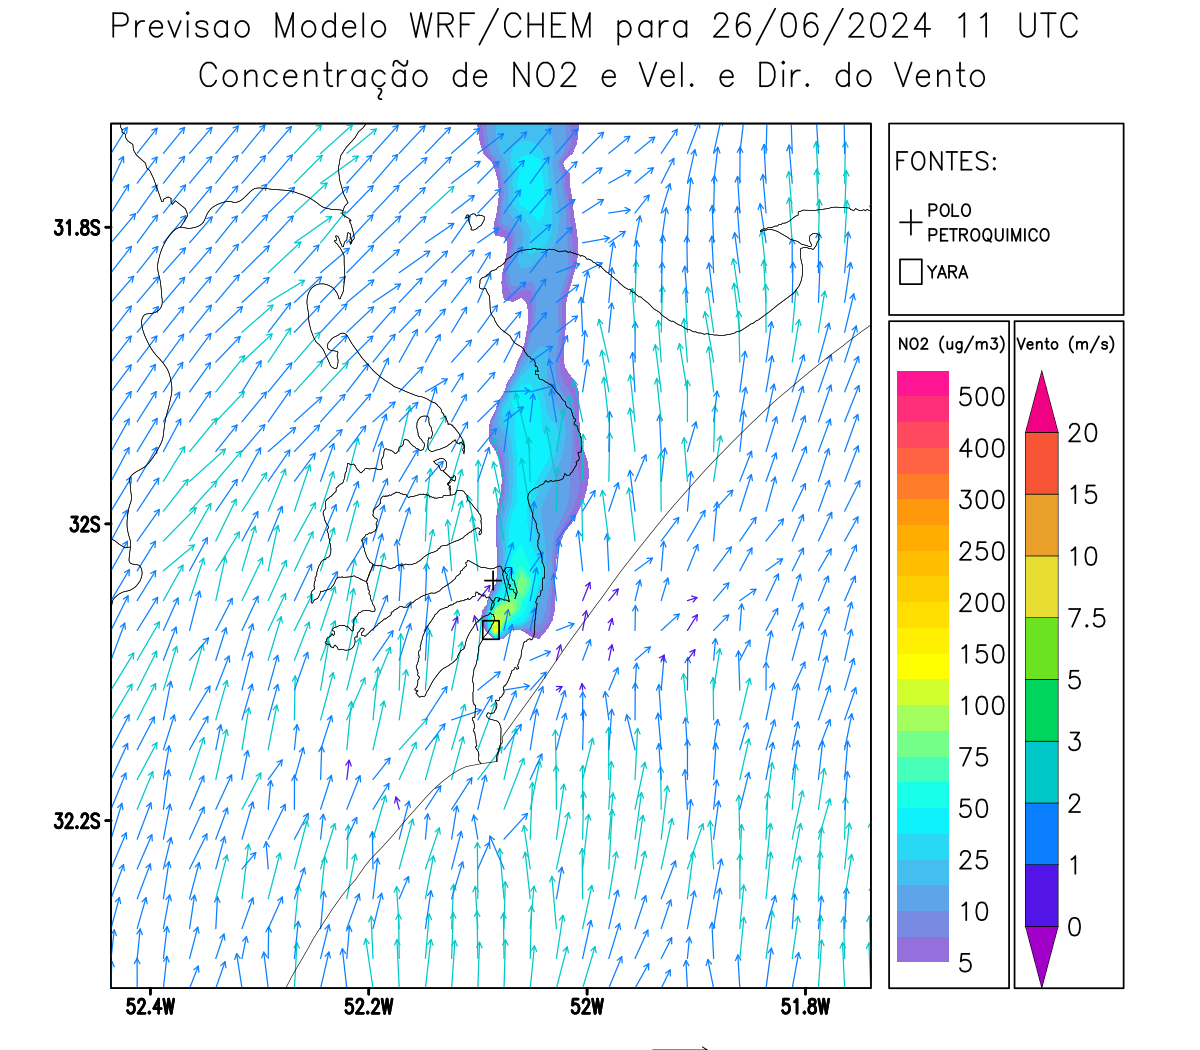 Previsao Modelo WRF/CHEM para 26/06/2024 11 UTC
Concentração de NO2 e Vel. e Dir. do Vento
FONTES:
POLO
PETROQUIMICO
YARA
31.8S
32S
32.2S
52.4W
52.2W
52W
51.8W
NO2 (ug/m3)
500
400
300
250
200
150
100
75
50
25
10
5
Vento (m/s)
20
15
10
7.5
5
3
2
1
0